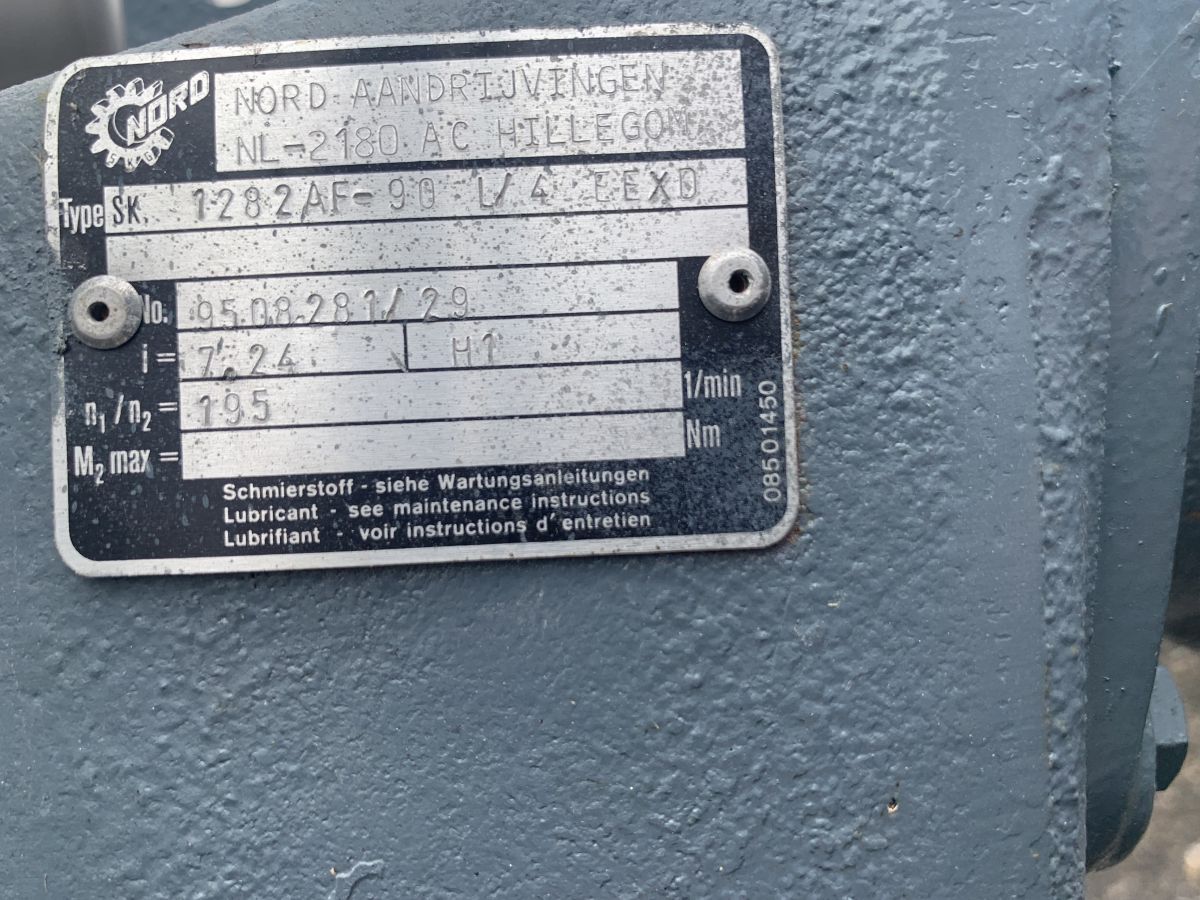 NORD
SKGI
NORD AANDRIJVINGEN
NL-2180 AC HILLEGOM
Type SK. 1282AF-90 L/4 EEXD
No. 9508281/29
i = 7,24 H1
n1/n2 = 195 1/min
M2 max = Nm
08501450
Schmierstoff - siehe Wartungsanleitungen
Lubricant - see maintenance instructions
Lubrifiant - voir instructions d'entretien